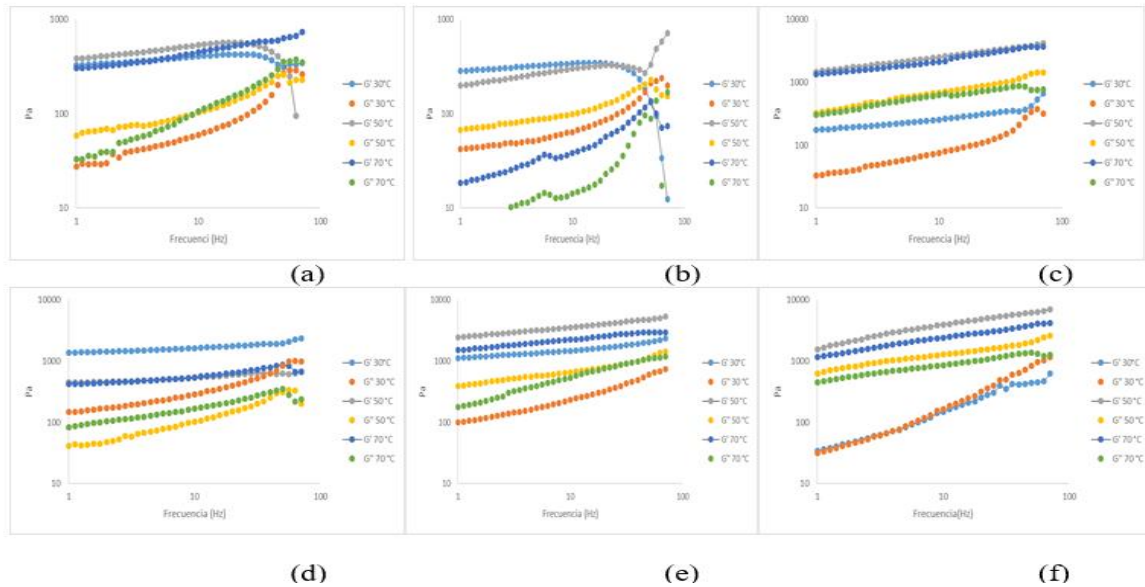 1000
100
10
Pa
1 10 100
Frecuenci (Hz)
G' 30°C
G" 30 °C
G' 50°C
G" 50 °C
G' 70°C
G" 70 °C
(a)
1000
100
10
Pa
1 10 100
Frecuencia (Hz)
G' 30°C
G" 30 °C
G' 50°C
G" 50 °C
G' 70°C
G" 70 °C
(b)
10000
1000
100
10
Pa
1 10 100
Frecuencia (Hz)
G' 30°C
G" 30 °C
G' 50°C
G" 50 °C
G' 70°C
G" 70 °C
(c)
10000
1000
100
10
Pa
1 10 100
Frecuencia (Hz)
G' 30°C
G" 30 °C
G' 50°C
G" 50 °C
G' 70°C
G" 70 °C
(d)
10000
1000
100
10
Pa
1 10 100
Frecuencia (Hz)
G' 30°C
G" 30 °C
G' 50°C
G" 50 °C
G' 70°C
G" 70 °C
(e)
10000
1000
100
10
Pa
1 10 100
Frecuencia(Hz)
G' 30°C
G" 30 °C
G' 50°C
G" 50 °C
G' 70°C
G" 70 °C
(f)